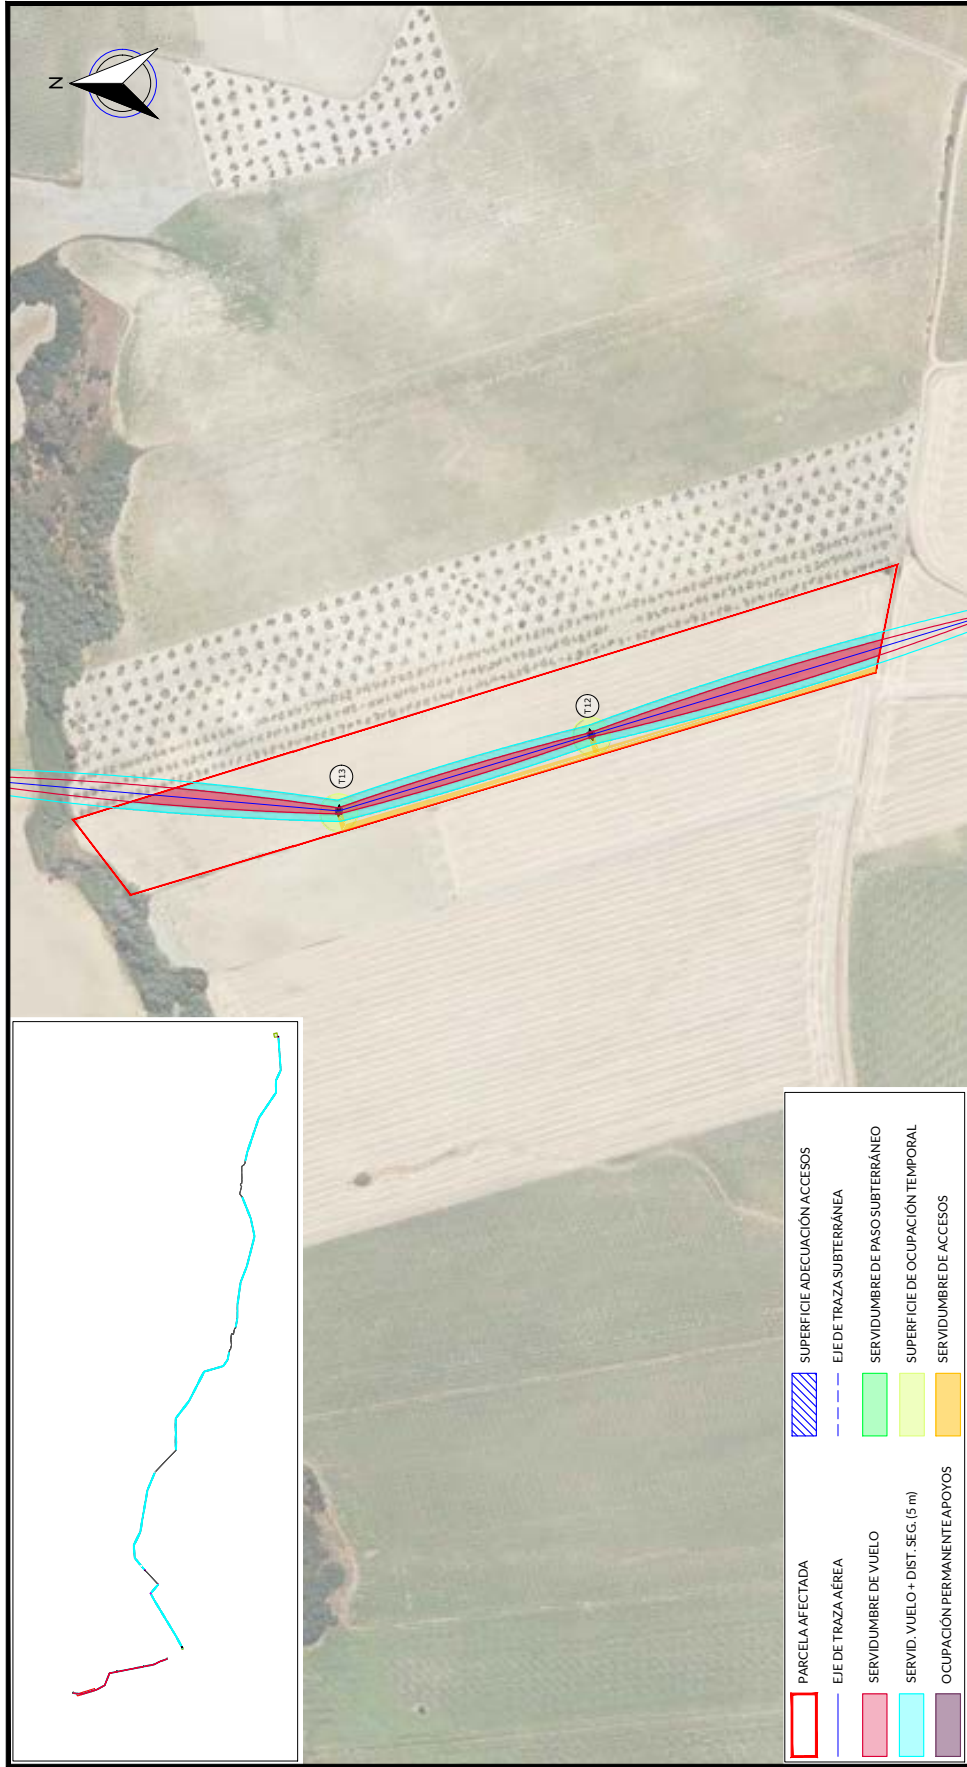 N
T13
T12
PARCELA AFECTADA
EJE DE TRAZA AÉREA
SERVIDUMBRE DE VUELO
SERVID. VUELO + DIST. SEG. (5 m)
OCUPACIÓN PERMANENTE APOYOS
SUPERFICIE ADECUACIÓN ACCESOS
EJE DE TRAZA SUBTERRÁNEA
SERVIDUMBRE DE PASO SUBTERRÁNEO
SUPERFICIE DE OCUPACIÓN TEMPORAL
SERVIDUMBRE DE ACCESOS